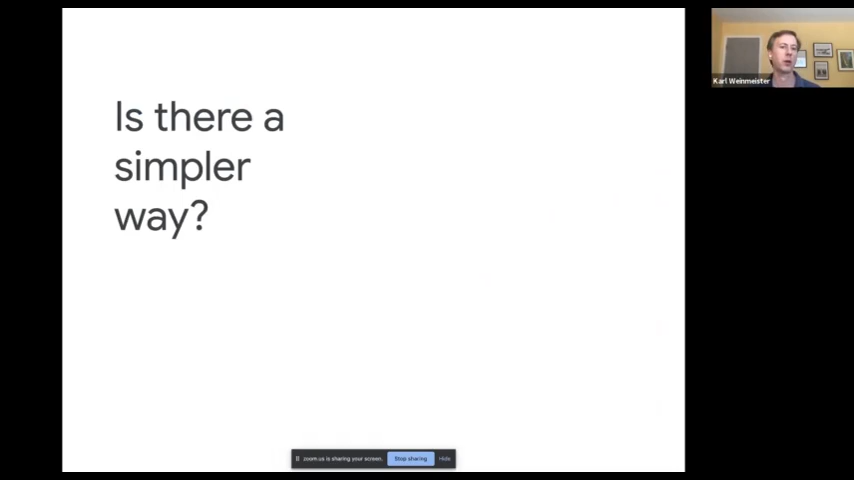 Is there a
simpler
way?
Karl Weinmeister
zoom.us is sharing your screen.
Stop sharing
Hide